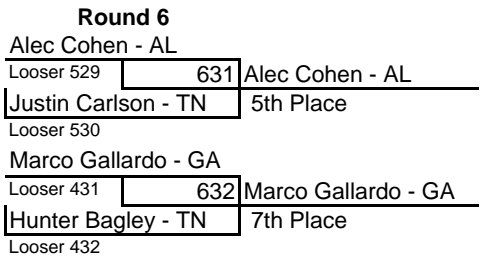 Round 6
Alec Cohen - AL
Looser 529
631 Alec Cohen - AL
Justin Carlson - TN
5th Place
Looser 530
Marco Gallardo - GA
Looser 431
632 Marco Gallardo - GA
Hunter Bagley - TN
7th Place
Looser 432